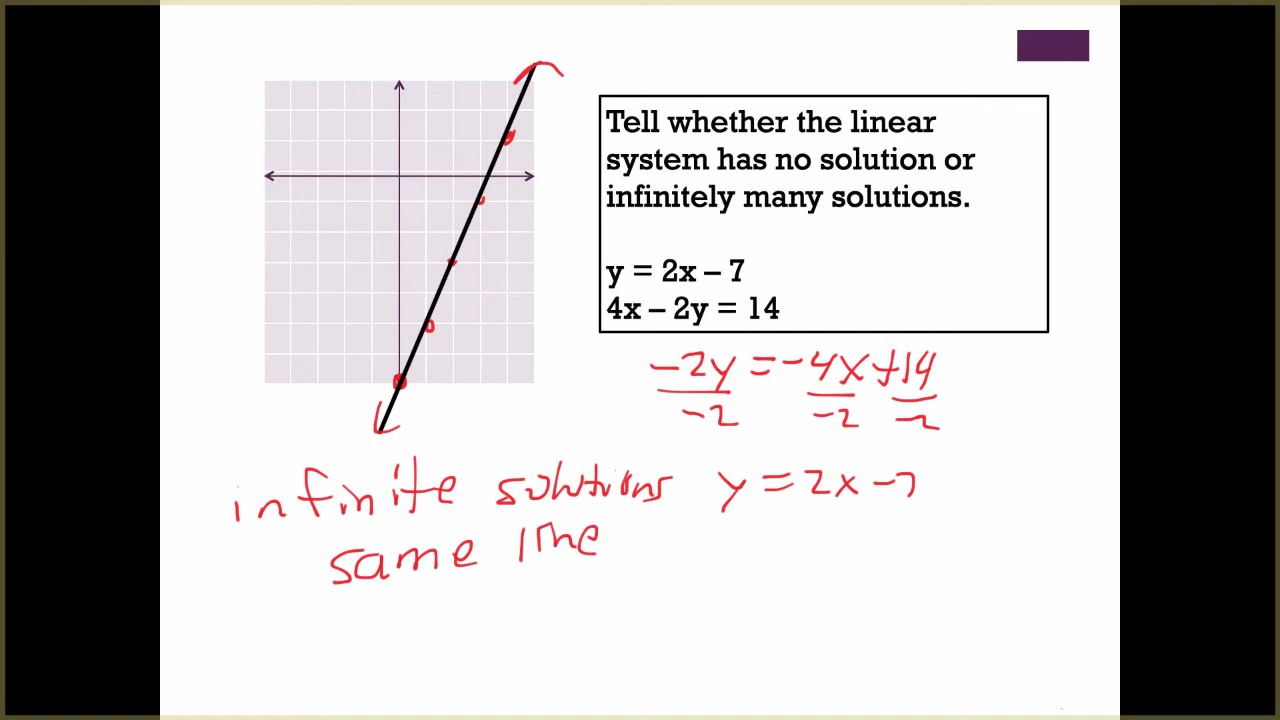 Tell whether the linear
system has no solution or
infinitely many solutions.
y = 2x – 7
4x – 2y = 14
-2y = -4x +14
-2 -2 -2
infinite solutions y = 2x -7
same line